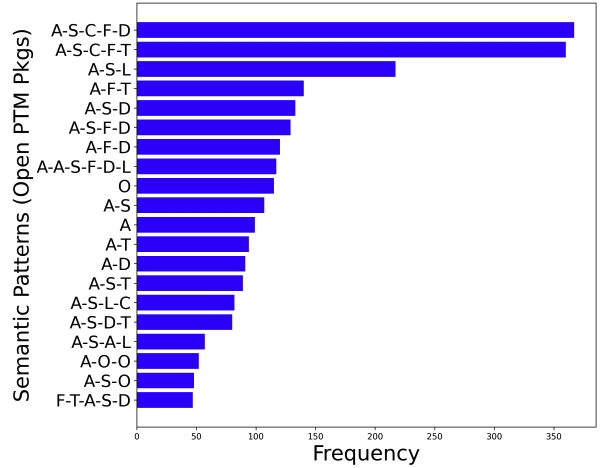 Semantic Patterns (Open PTM Pkgs)
A-S-C-F-D
A-S-C-F-T
A-S-L
A-F-T
A-S-D
A-S-F-D
A-F-D
A-A-S-F-D-L
O
A-S
A
A-T
A-D
A-S-T
A-S-L-C
A-S-D-T
A-S-A-L
A-O-O
A-S-O
F-T-A-S-D
0 50 100 150 200 250 300 350
Frequency